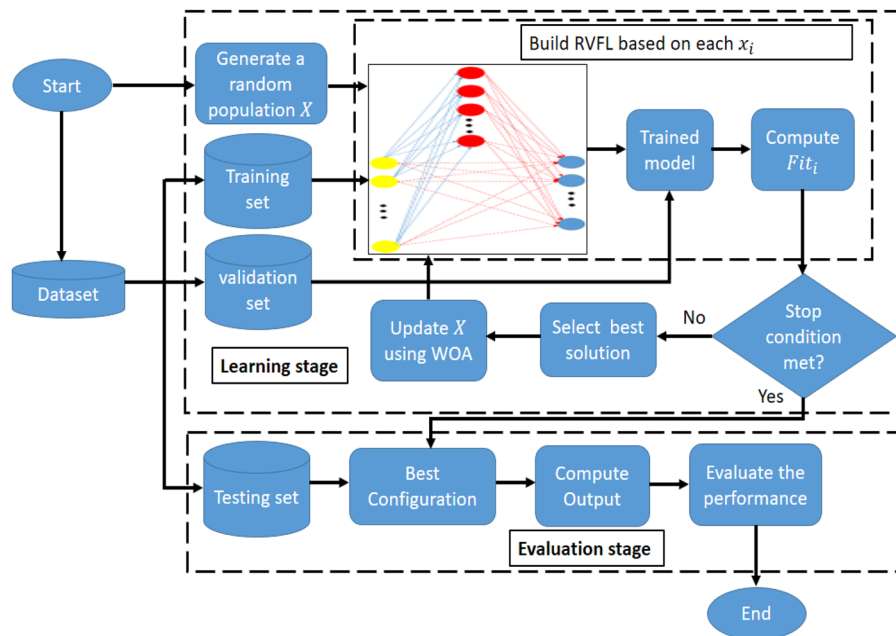 Build RVFL based on each x_i
Start
Generate a
random
population X
Trained
model
Compute
Fit_i
Training
set
Dataset
validation
set
Update X
using WOA
Select best
solution
No
Stop
condition
met?
Learning stage
Yes
Testing set
Best
Configuration
Compute
Output
Evaluate the
performance
Evaluation stage
End